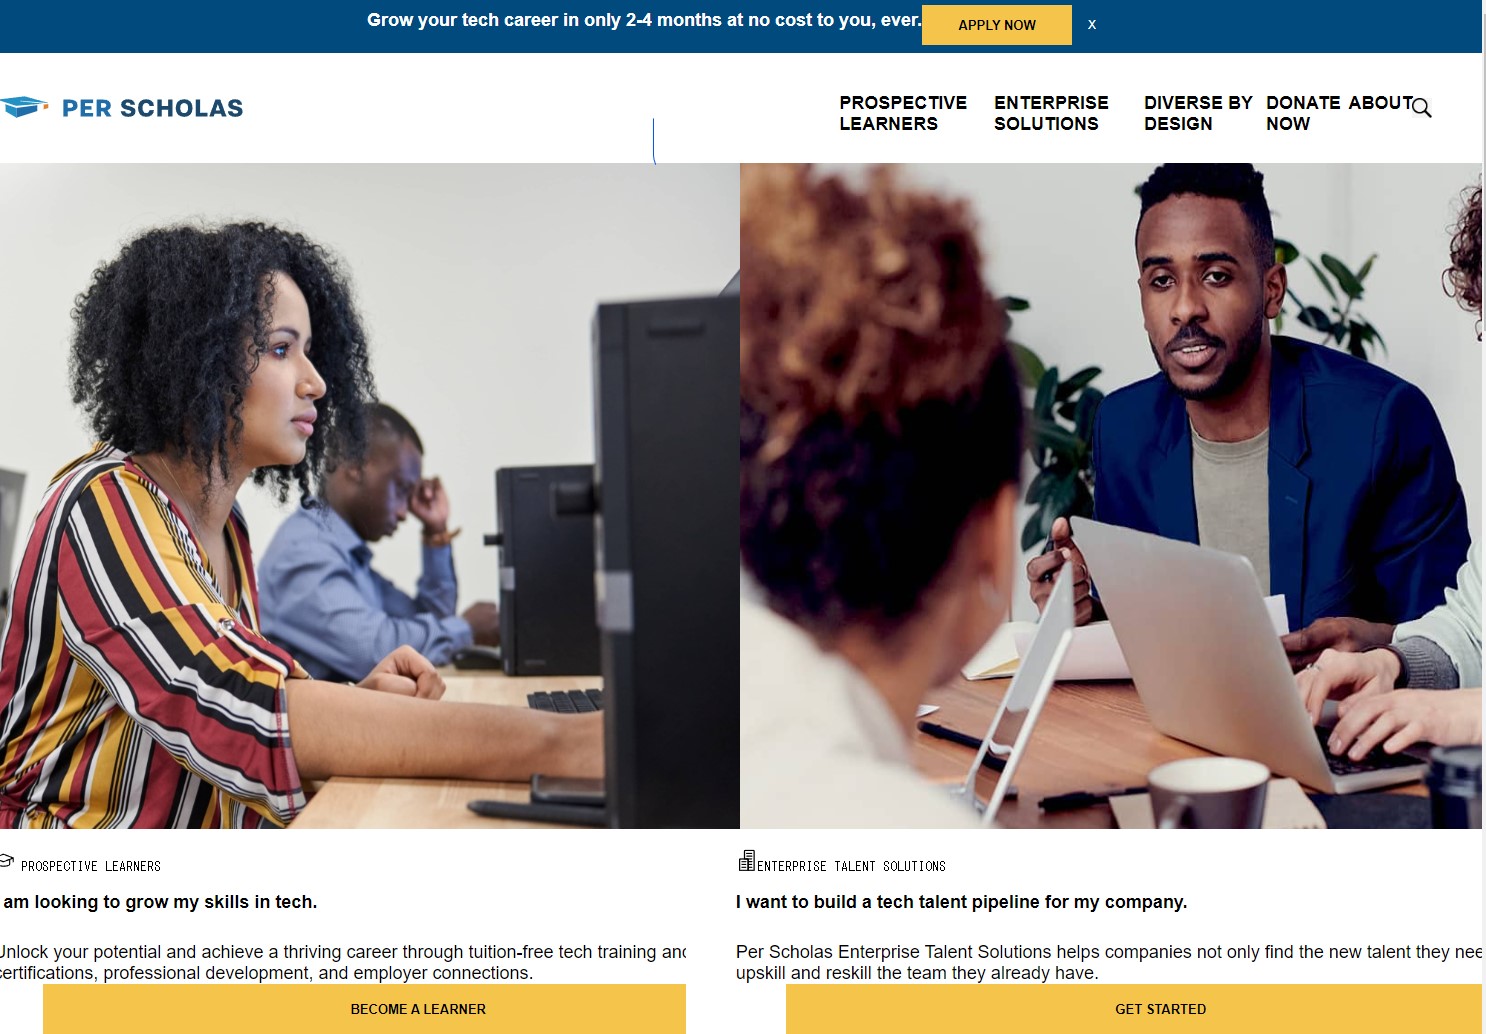 Grow your tech career in only 2-4 months at no cost to you, ever. APPLY NOW x
PER SCHOLAS
PROSPECTIVE LEARNERS
ENTERPRISE SOLUTIONS
DIVERSE BY DESIGN
DONATE NOW
ABOUT
PROSPECTIVE LEARNERS
am looking to grow my skills in tech.
Unlock your potential and achieve a thriving career through tuition-free tech training and
certifications, professional development, and employer connections.
BECOME A LEARNER
ENTERPRISE TALENT SOLUTIONS
I want to build a tech talent pipeline for my company.
Per Scholas Enterprise Talent Solutions helps companies not only find the new talent they nee
upskill and reskill the team they already have.
GET STARTED